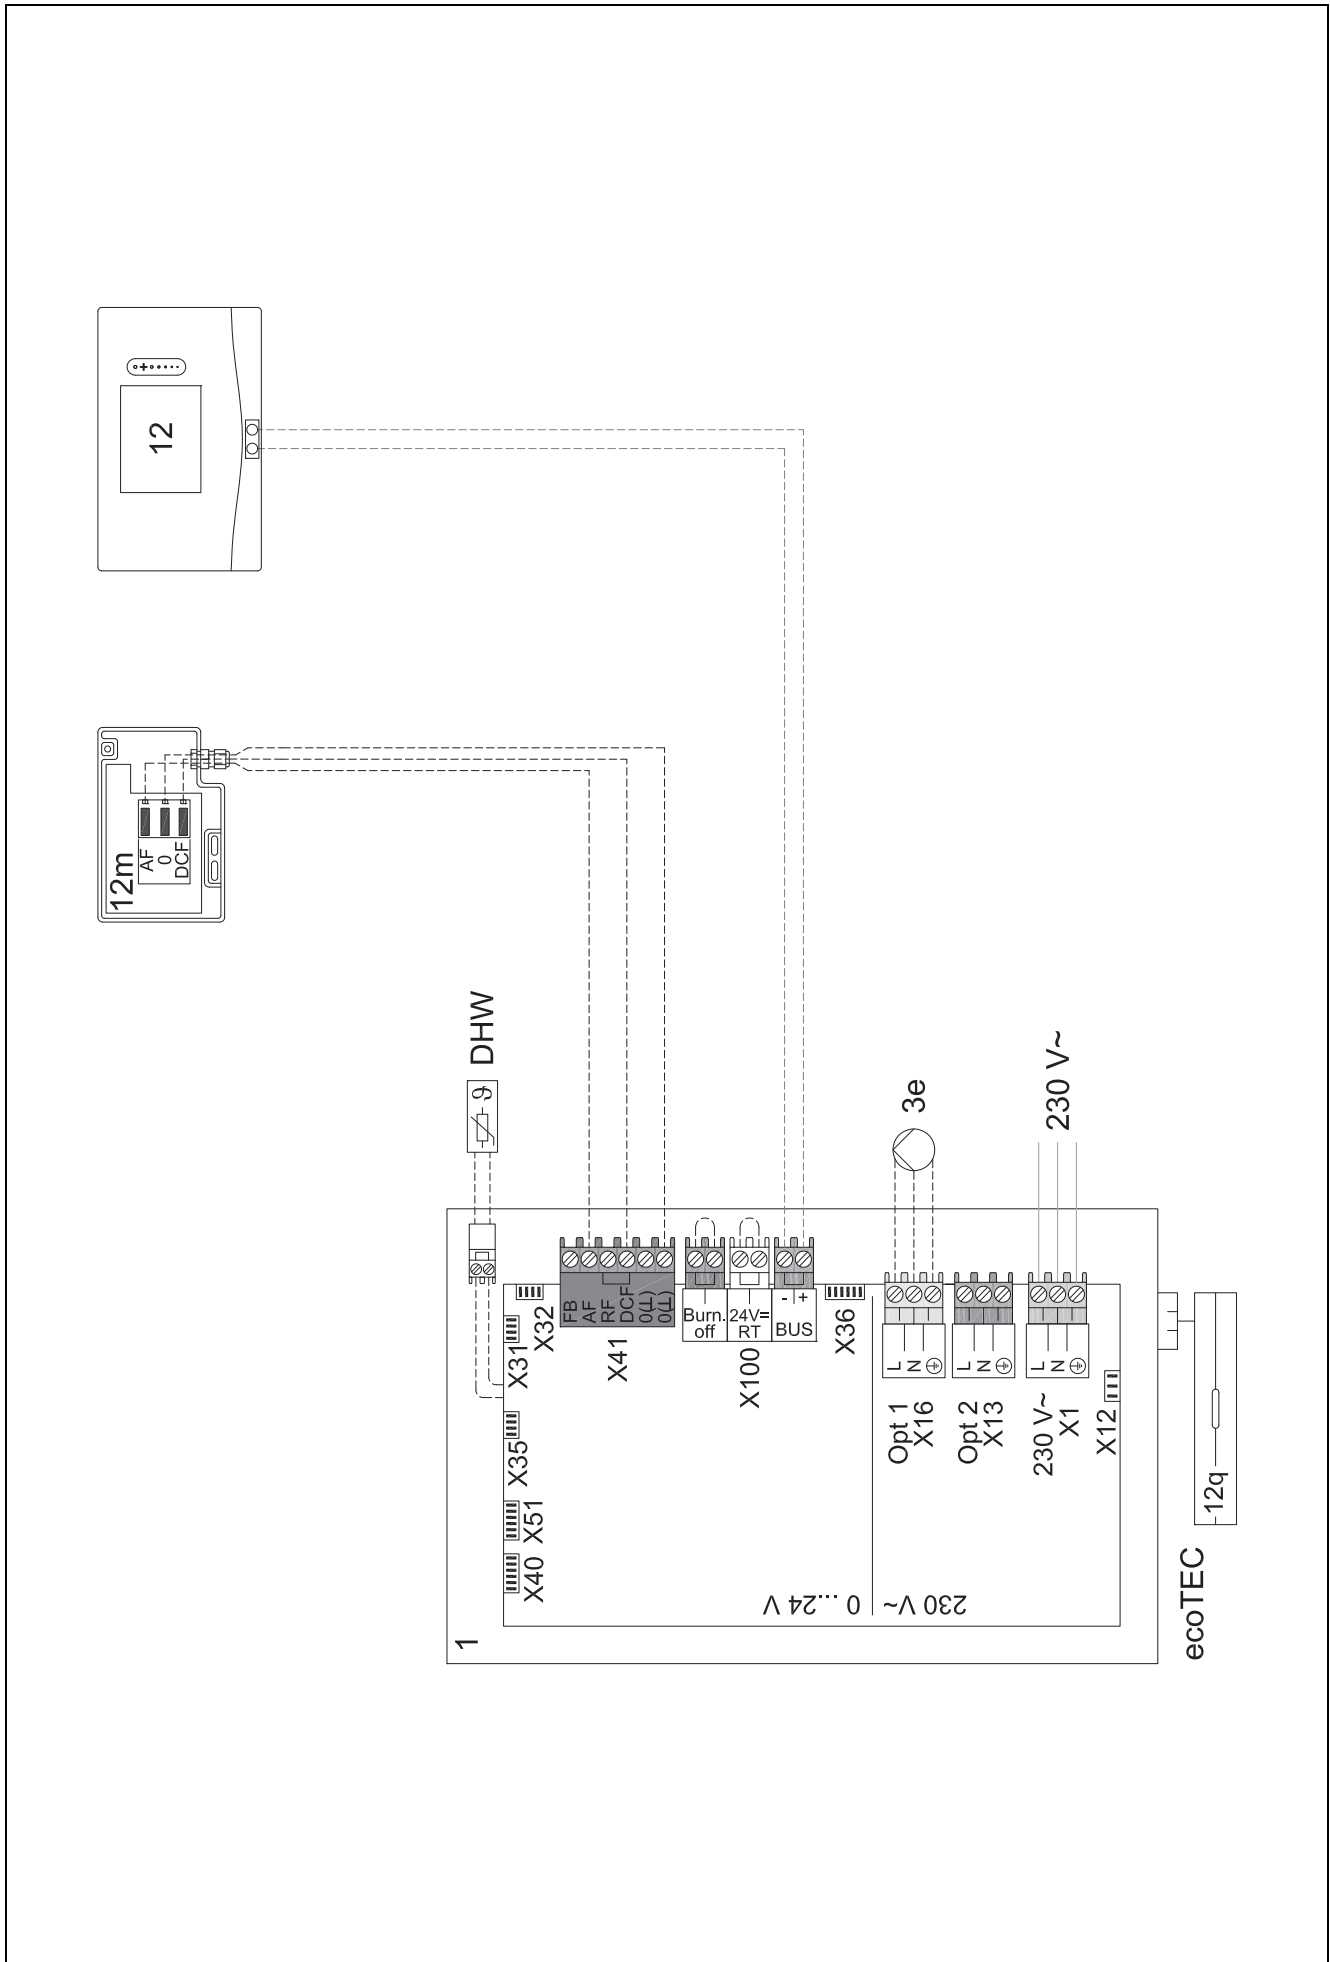 12
12m
AF
0
DCF
DHW
ϑ
3e
230 V~
1
X40
X51
X35
X31
X32
FB
AF
RF
DCF
0(⊥)
0(⊥)
X41
Burn.
off
24V=
RT
X100
- +
BUS
X36
L
N
Opt 1
X16
L
N
Opt 2
X13
L
N
230 V~
X1
X12
0 ...24 V
230 V~
12q
ecoTEC